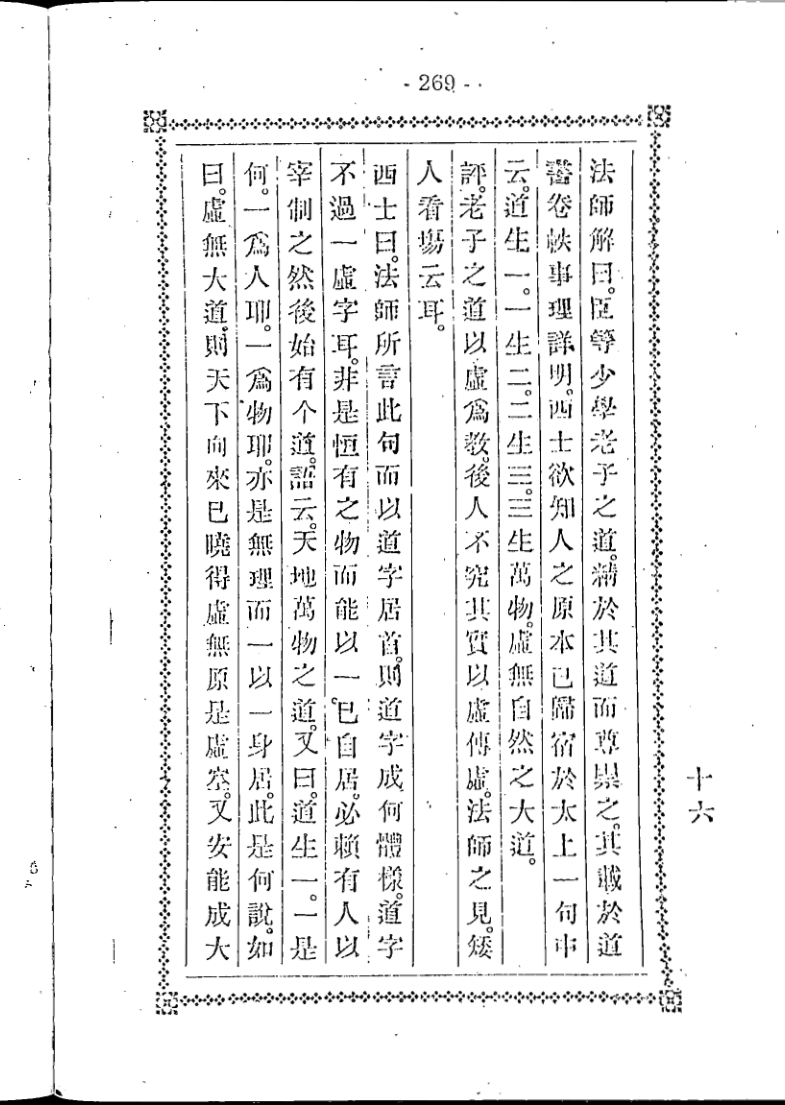 - 269 -
法師解曰。臣等少學老子之道。精於其道而尊崇之。其載於道
書卷帙事理詳明。西士欲知人之原本已歸宿於太上一句中
云。道生一。一生二。二生三。三生萬物。虛無自然之大道。
評。老子之道以虛爲敎。後人不究其實以虛傳虛。法師之見。矮
人看塲云耳。
西士曰。法師所言此句而以道字居首。則道字成何體樣。道字
不過一虛字耳。非是恒有之物而能以一。已自居。必賴有人以
宰制之然後始有个道。語云。天地萬物之道。又曰。道生一。一是
何。一爲人耶。一爲物耶。亦是無理而一以一身居。此是何說。如
曰。虛無大道。則天下向來已曉得虛無原是虛空。又安能成大
十六